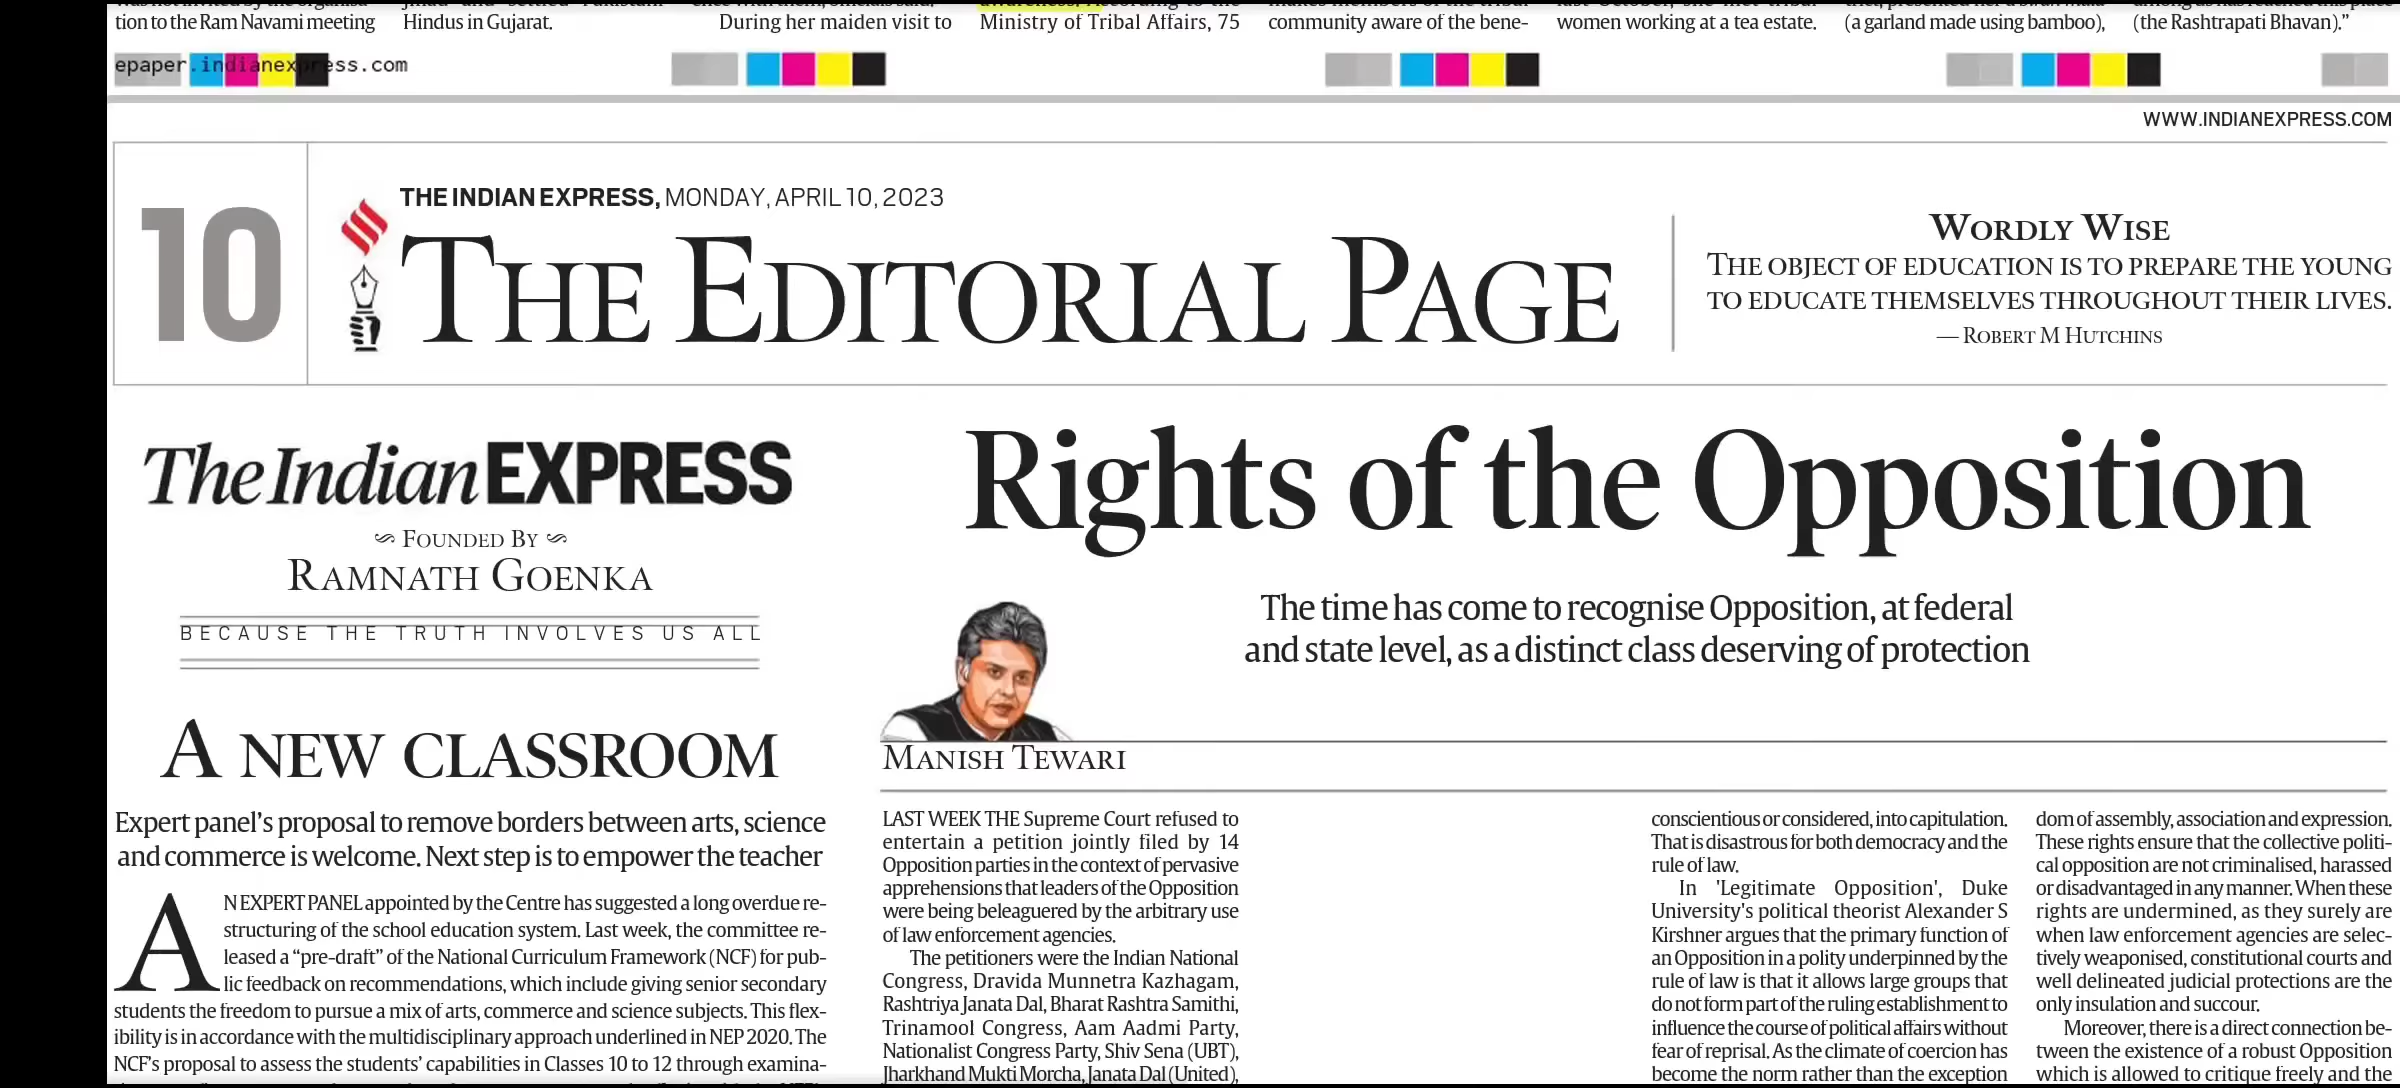 tion to the Ram Navami meeting
Hindus in Gujarat.
During her maiden visit to
Ministry of Tribal Affairs, 75
community aware of the bene-
women working at a tea estate.
(a garland made using bamboo),
(the Rashtrapati Bhavan)."
epaper.indianexpress.com
WWW.INDIANEXPRESS.COM
10
THE INDIAN EXPRESS, MONDAY, APRIL 10, 2023
THE EDITORIAL PAGE
WORDLY WISE
THE OBJECT OF EDUCATION IS TO PREPARE THE YOUNG
TO EDUCATE THEMSELVES THROUGHOUT THEIR LIVES.
— ROBERT M HUTCHINS
The Indian EXPRESS
FOUNDED BY
RAMNATH GOENKA
BECAUSE THE TRUTH INVOLVES US ALL
A NEW CLASSROOM
Expert panel's proposal to remove borders between arts, science
and commerce is welcome. Next step is to empower the teacher
AN EXPERT PANEL appointed by the Centre has suggested a long overdue re-
structuring of the school education system. Last week, the committee re-
leased a "pre-draft" of the National Curriculum Framework (NCF) for pub-
lic feedback on recommendations, which include giving senior secondary
students the freedom to pursue a mix of arts, commerce and science subjects. This flex-
ibility is in accordance with the multidisciplinary approach underlined in NEP 2020. The
NCF's proposal to assess the students' capabilities in Classes 10 to 12 through examina-
Rights of the Opposition
The time has come to recognise Opposition, at federal
and state level, as a distinct class deserving of protection
MANISH TEWARI
LAST WEEK THE Supreme Court refused to
entertain a petition jointly filed by 14
Opposition parties in the context of pervasive
apprehensions that leaders of the Opposition
were being beleaguered by the arbitrary use
of law enforcement agencies.
The petitioners were the Indian National
Congress, Dravida Munnetra Kazhagam,
Rashtriya Janata Dal, Bharat Rashtra Samithi,
Trinamool Congress, Aam Aadmi Party,
Nationalist Congress Party, Shiv Sena (UBT),
Jharkhand Mukti Morcha, Janata Dal (United),
conscientious or considered, into capitulation.
That is disastrous for both democracy and the
rule of law.
In 'Legitimate Opposition', Duke
University's political theorist Alexander S
Kirshner argues that the primary function of
an Opposition in a polity underpinned by the
rule of law is that it allows large groups that
do not form part of the ruling establishment to
influence the course of political affairs without
fear of reprisal. As the climate of coercion has
become the norm rather than the exception
dom of assembly, association and expression.
These rights ensure that the collective politi-
cal opposition are not criminalised, harassed
or disadvantaged in any manner. When these
rights are undermined, as they surely are
when law enforcement agencies are selec-
tively weaponised, constitutional courts and
well delineated judicial protections are the
only insulation and succour.
Moreover, there is a direct connection be-
tween the existence of a robust Opposition
which is allowed to critique freely and the